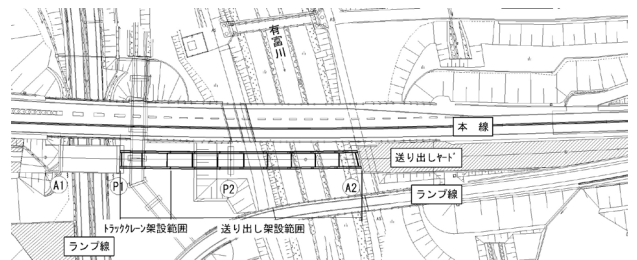 有富川
本線
送り出しﾔｰﾄﾞ
A1
P1
P2
A2
ランプ線
ﾄﾗｯｸｸﾚｰﾝ架設範囲
送り出し架設範囲
ランプ線